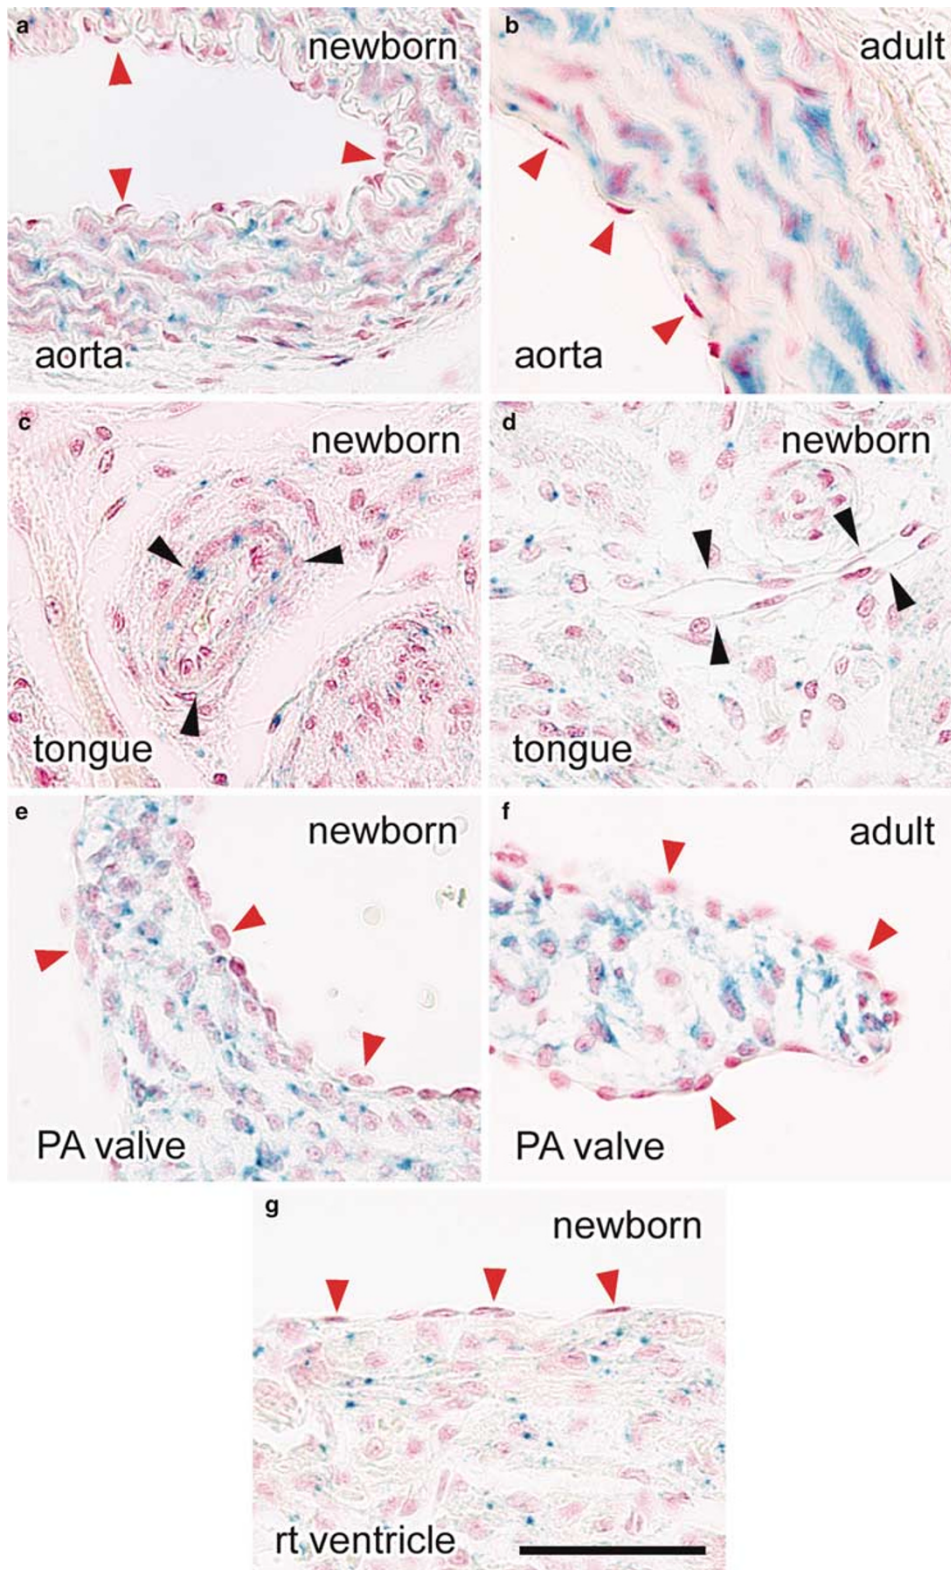 a
newborn
aorta
b
adult
aorta
c
newborn
tongue
d
newborn
tongue
e
newborn
PA valve
f
adult
PA valve
g
newborn
rt ventricle